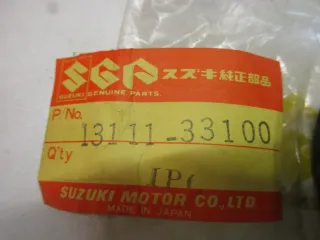 SGP スズキ純正部品
SUZUKI GENUINE PARTS.
P/No. 13111-33100
Q'ty 1P
SUZUKI MOTOR CO.,LTD
MADE IN JAPAN